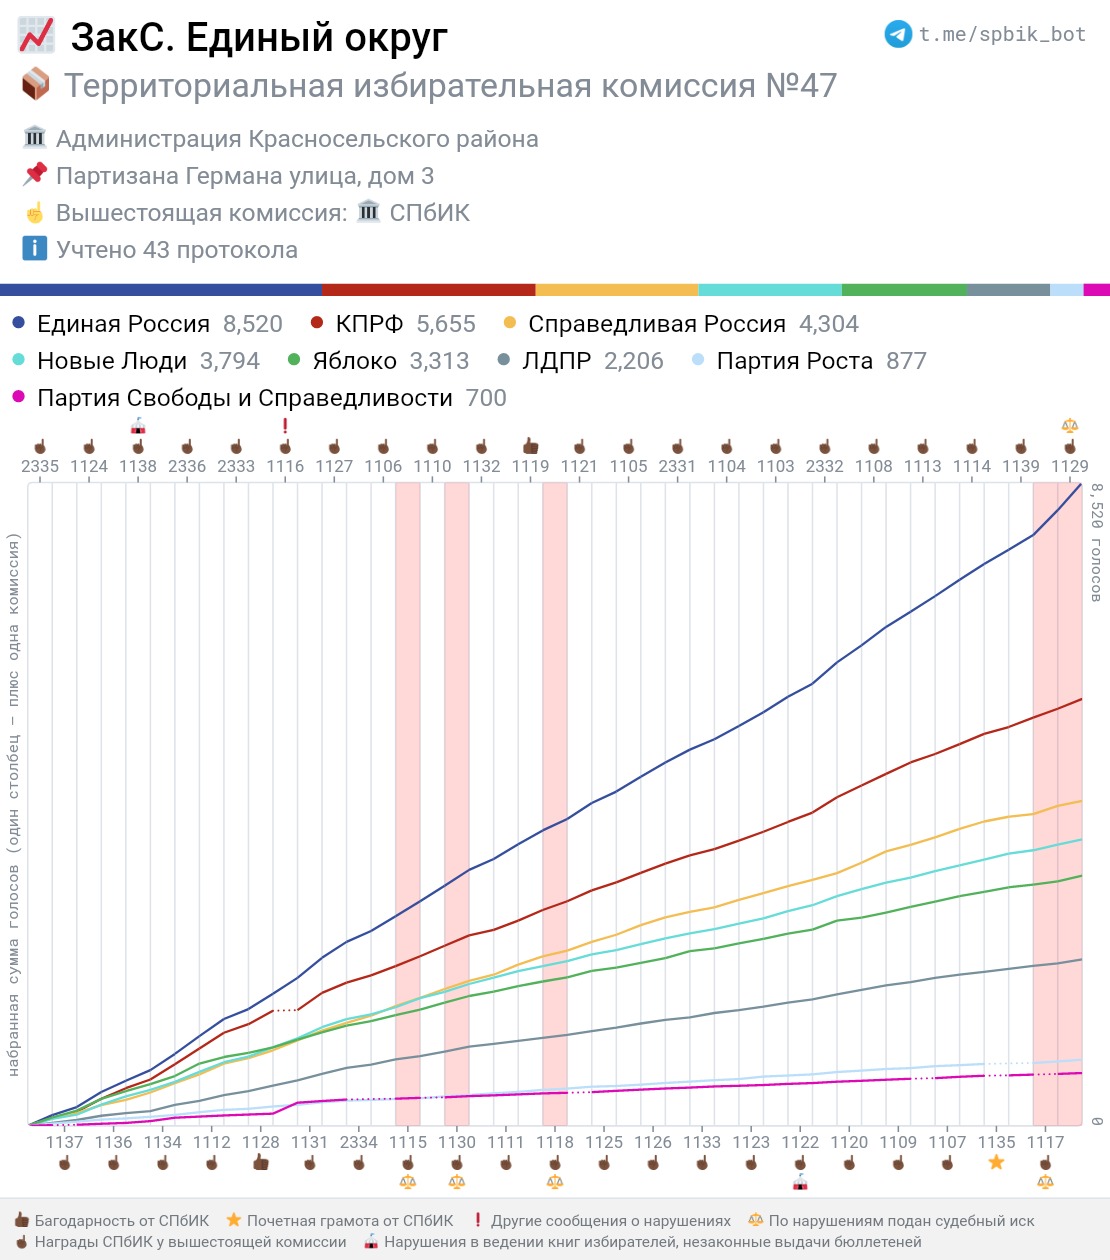 ЗакС. Единый округ
t.me/spbik_bot
Территориальная избирательная комиссия №47
Администрация Красносельского района
Партизана Германа улица, дом 3
Вышестоящая комиссия: СПбИК
Учтено 43 протокола
Единая Россия 8,520 КПРФ 5,655 Справедливая Россия 4,304
Новые Люди 3,794 Яблоко 3,313 ЛДПР 2,206 Партия Роста 877
Партия Свободы и Справедливости 700
2335 1124 1138 2336 2333 1116 1127 1106 1110 1132 1119 1121 1105 2331 1104 1103 2332 1108 1113 1114 1139 1129
набранная сумма голосов (один столбец – плюс одна комиссия)
8,520 голосов
0
1137 1136 1134 1112 1128 1131 2334 1115 1130 1111 1118 1125 1126 1133 1123 1122 1120 1109 1107 1135 1117
Багодарность от СПбИК Почетная грамота от СПбИК Другие сообщения о нарушениях По нарушениям подан судебный иск
Награды СПбИК у вышестоящей комиссии Нарушения в ведении книг избирателей, незаконные выдачи бюллетеней